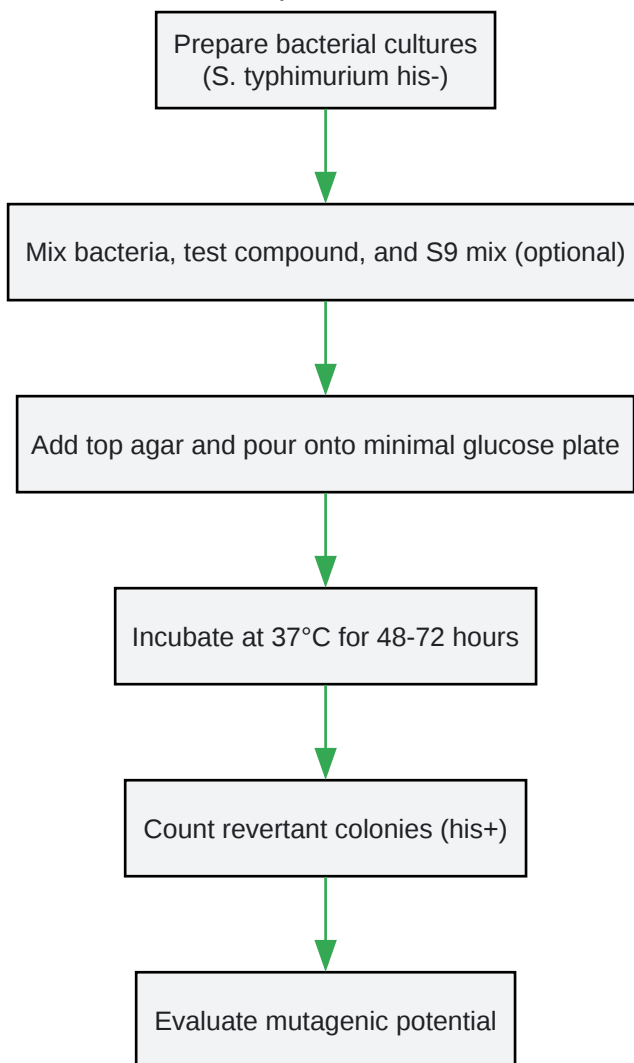 Prepare bacterial cultures
(S. typhimurium his-)
Mix bacteria, test compound, and S9 mix (optional)
Add top agar and pour onto minimal glucose plate
Incubate at 37°C for 48-72 hours
Count revertant colonies (his+)
Evaluate mutagenic potential